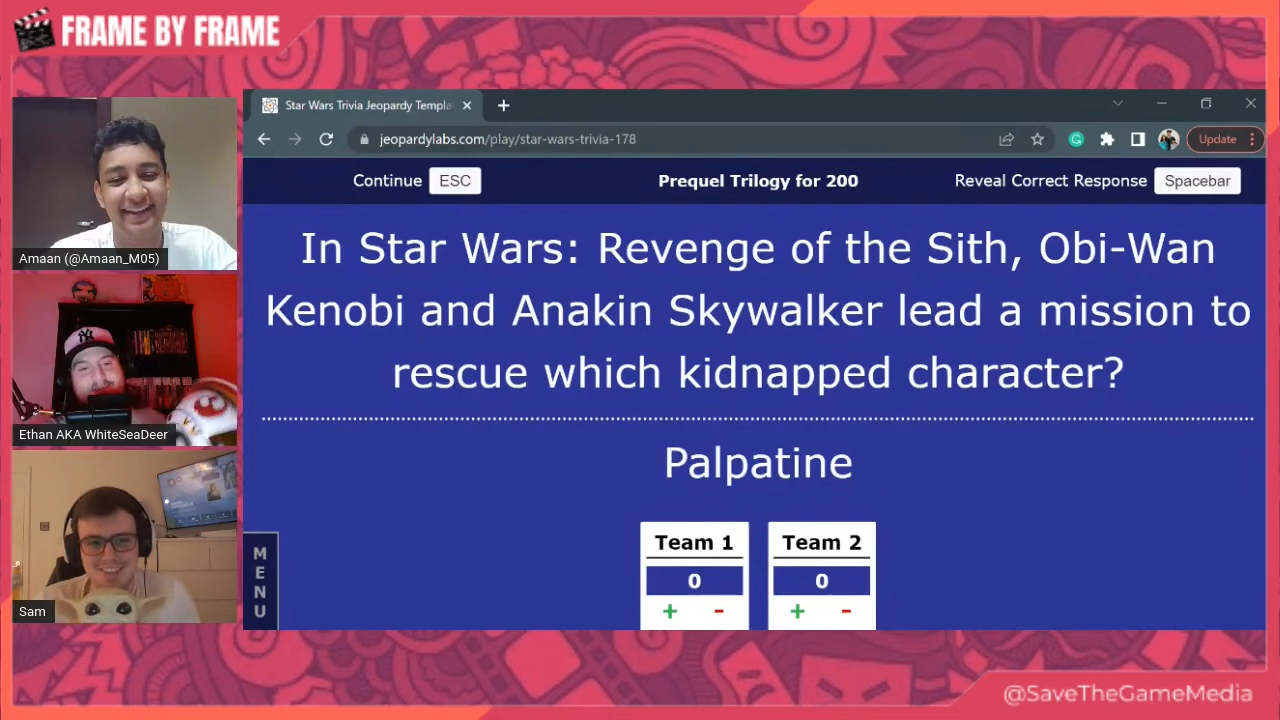 FRAME BY FRAME
Star Wars Trivia Jeopardy Templa
jeopardylabs.com/play/star-wars-trivia-178
Update
Continue ESC
Prequel Trilogy for 200
Reveal Correct Response Spacebar
In Star Wars: Revenge of the Sith, Obi-Wan
Kenobi and Anakin Skywalker lead a mission to
rescue which kidnapped character?
Palpatine
Team 1
0
+ -
Team 2
0
+ -
MENU
Amaan (@Amaan_M05)
Ethan AKA WhiteSeaDeer
Sam
@SaveTheGameMedia